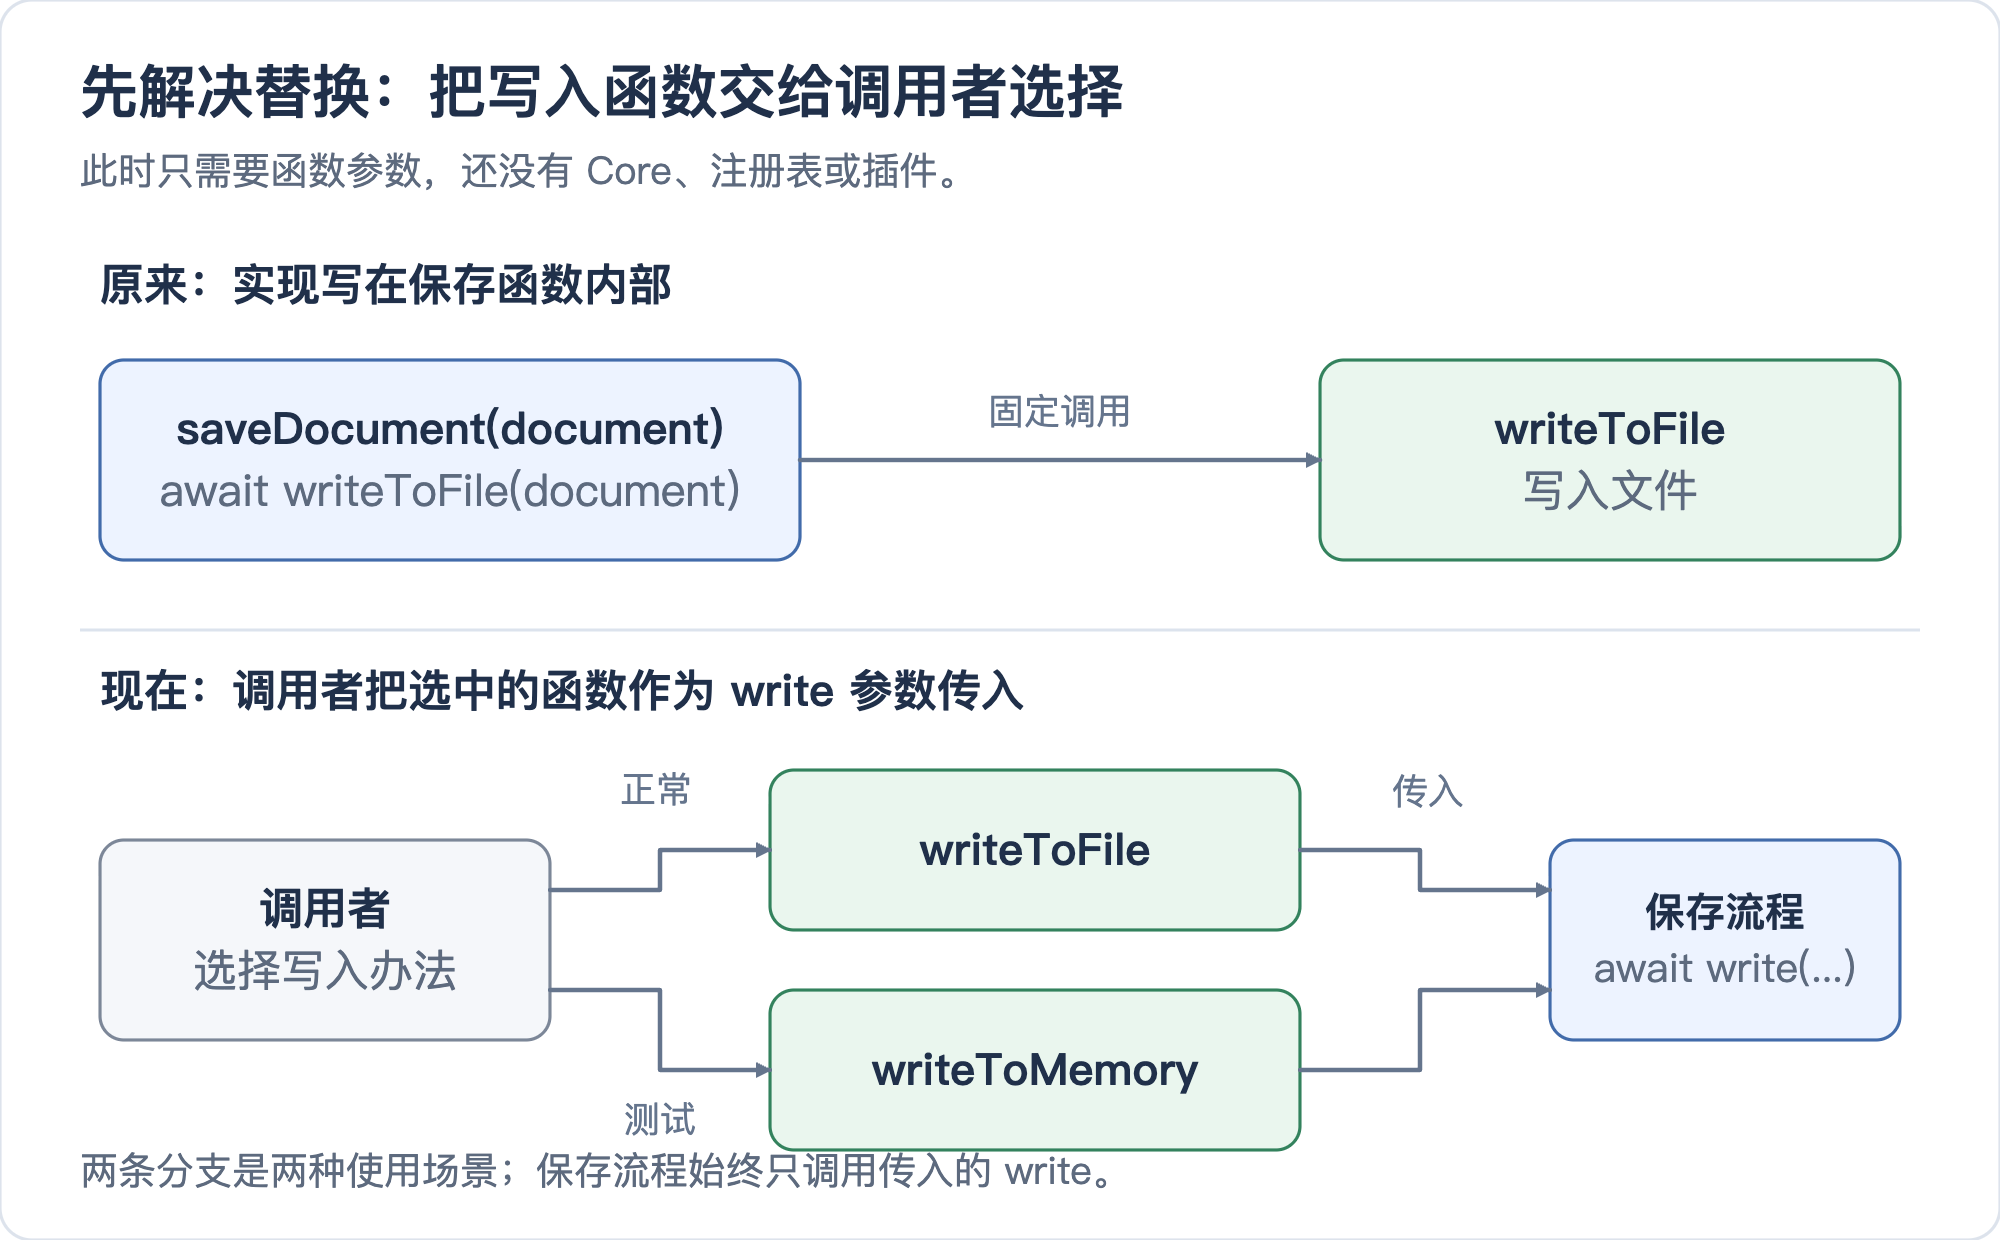 先解决替换：把写入函数交给调用者选择
此时只需要函数参数，还没有 Core、注册表或插件。
原来：实现写在保存函数内部
saveDocument(document)
await writeToFile(document)
固定调用
writeToFile
写入文件
现在：调用者把选中的函数作为 write 参数传入
正常
传入
writeToFile
调用者
选择写入办法
保存流程
await write(...)
writeToMemory
测试
两条分支是两种使用场景；保存流程始终只调用传入的 write。